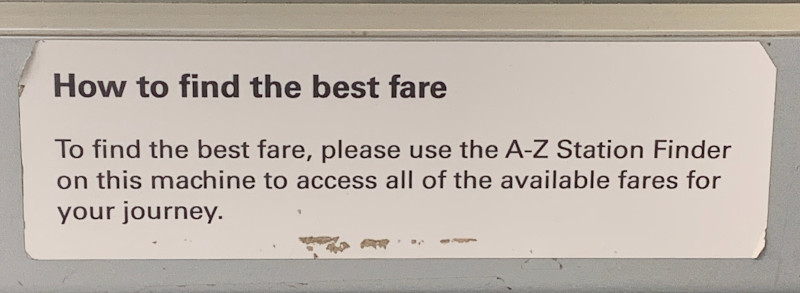 How to find the best fare
To find the best fare, please use the A-Z Station Finder
on this machine to access all of the available fares for
your journey.